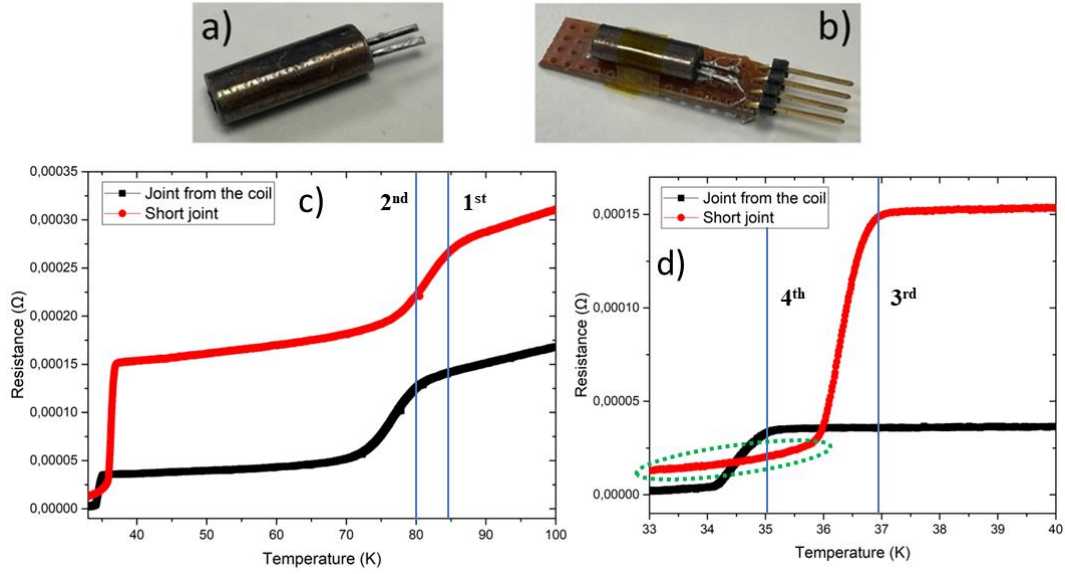 a)
b)
0,00035
0,00030
0,00025
0,00020
0,00015
0,00010
0,00005
0,00000
Resistance (Ω)
Joint from the coil
Short joint
c)
2nd
1st
40
50
60
70
80
90
100
Temperature (K)
0,00015
0,00010
0,00005
0,00000
Resistance (Ω)
Joint from the coil
Short joint
d)
4th
3rd
33
34
35
36
37
38
39
40
Temperature (K)